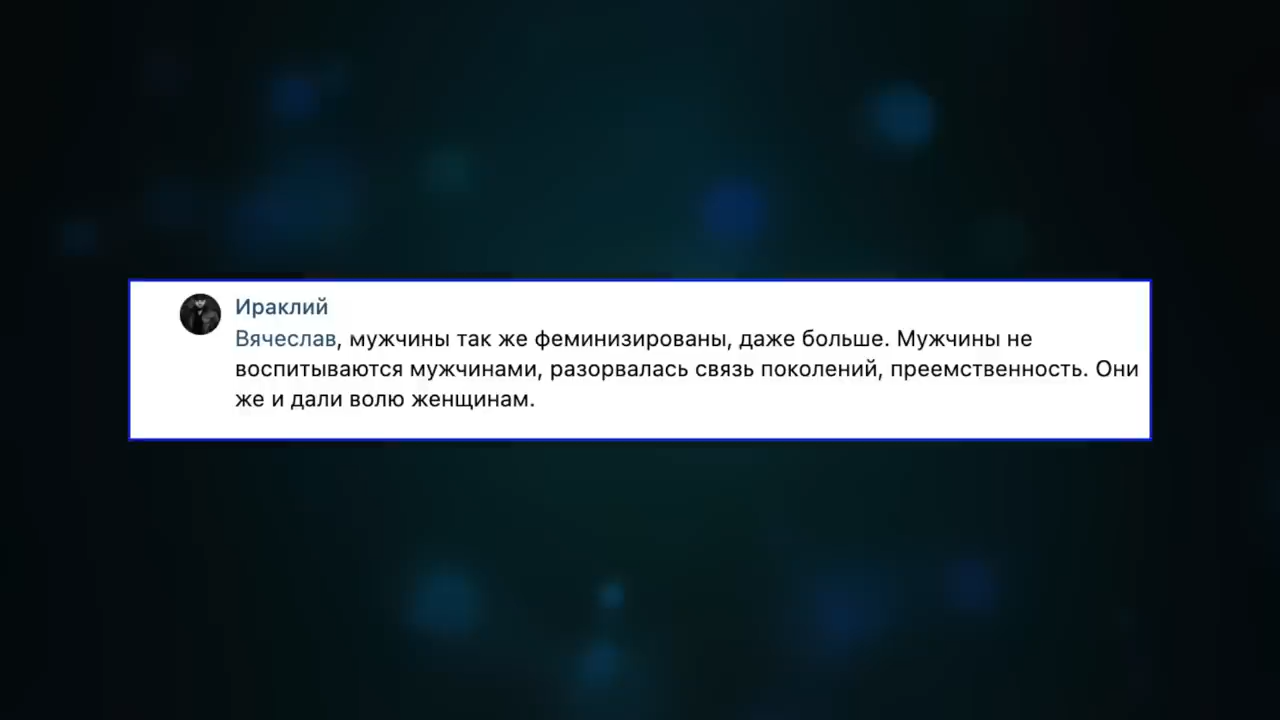 Ираклий
Вячеслав, мужчины так же феминизированы, даже больше. Мужчины не
воспитываются мужчинами, разорвалась связь поколений, преемственность. Они
же и дали волю женщинам.